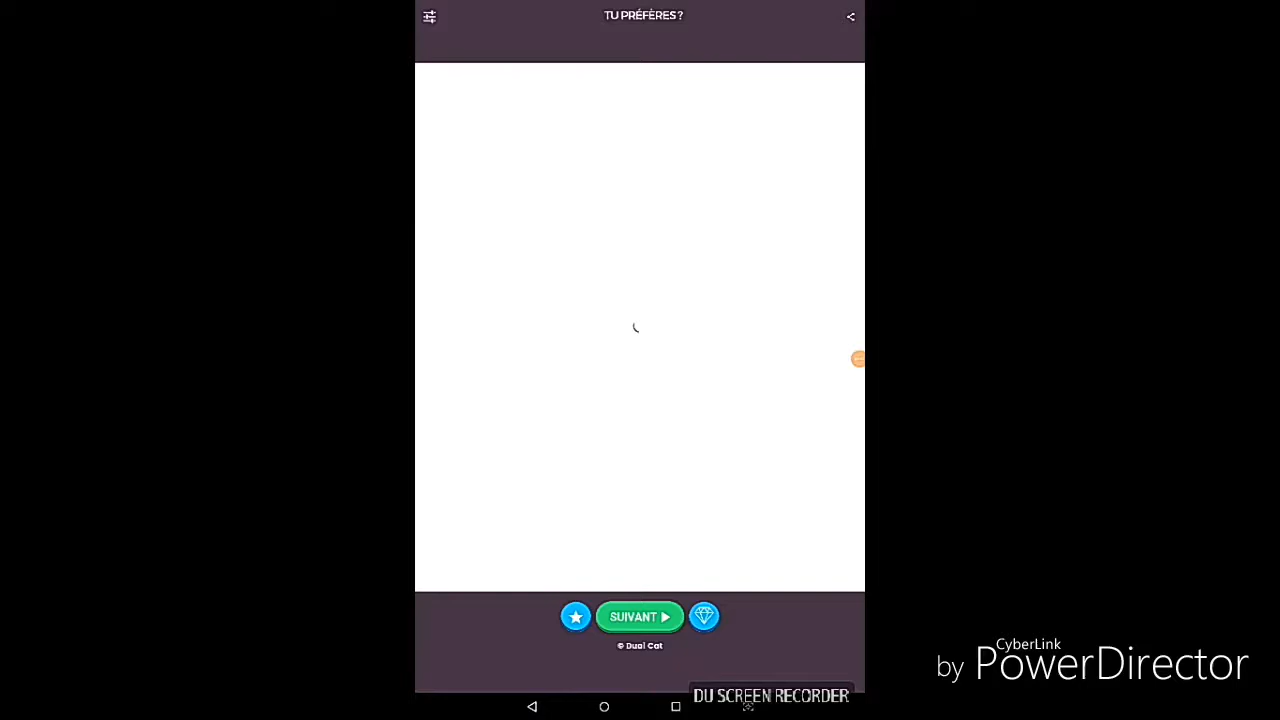 TU PRÉFÈRES ?
SUIVANT
© Dual Cat
CyberLink
by PowerDirector
DU SCREEN RECORDER